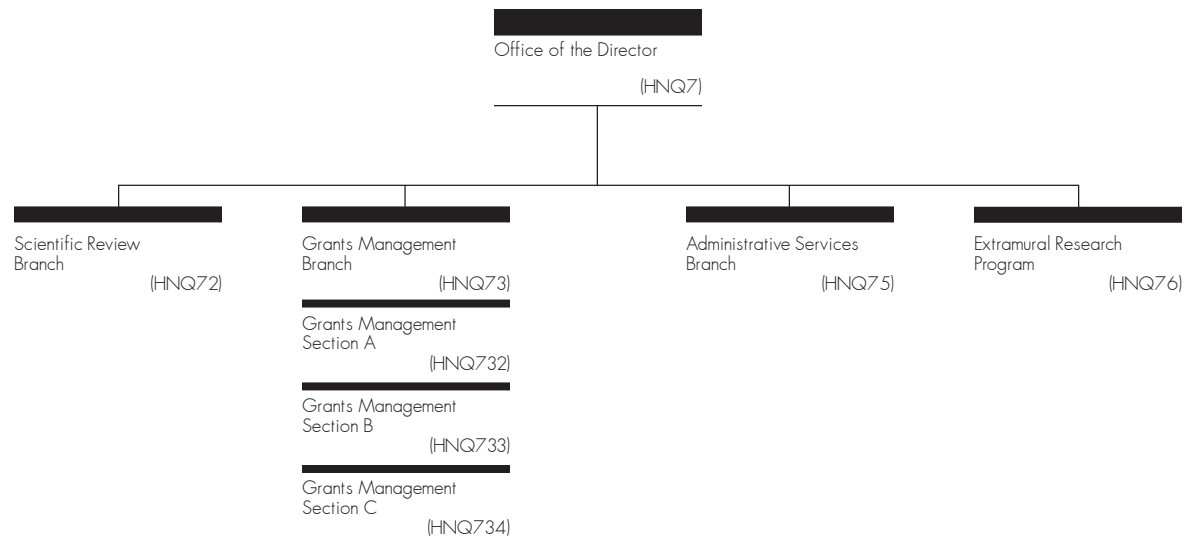 Office of the Director
(HNQ7)
Scientific Review
Branch
(HNQ72)
Grants Management
Branch
(HNQ73)
Grants Management
Section A
(HNQ732)
Grants Management
Section B
(HNQ733)
Grants Management
Section C
(HNQ734)
Administrative Services
Branch
(HNQ75)
Extramural Research
Program
(HNQ76)